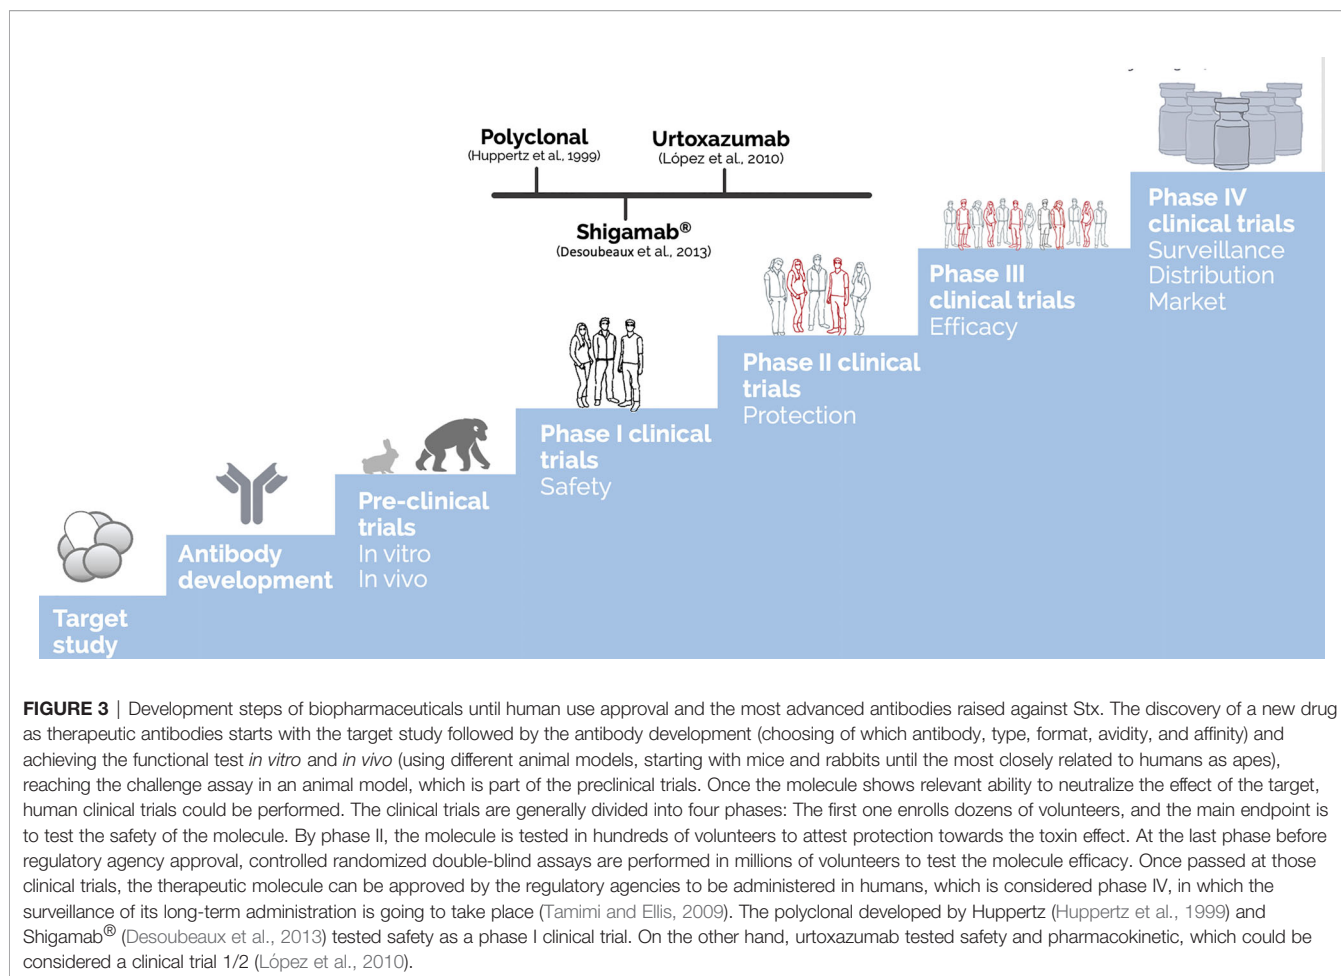 Polyclonal
(Huppertz et al., 1999)
Urtoxazumab
(López et al., 2010)
Shigamab®
(Desoubeaux et al., 2013)
Phase IV
clinical trials
Surveillance
Distribution
Market
Phase III
clinical trials
Efficacy
Phase II clinical
trials
Protection
Phase I clinical
trials
Safety
Pre-clinical
trials
In vitro
In vivo
Antibody
development
Target
study
FIGURE 3 | Development steps of biopharmaceuticals until human use approval and the most advanced antibodies raised against Stx. The discovery of a new drug
as therapeutic antibodies starts with the target study followed by the antibody development (choosing of which antibody, type, format, avidity, and affinity) and
achieving the functional test in vitro and in vivo (using different animal models, starting with mice and rabbits until the most closely related to humans as apes),
reaching the challenge assay in an animal model, which is part of the preclinical trials. Once the molecule shows relevant ability to neutralize the effect of the target,
human clinical trials could be performed. The clinical trials are generally divided into four phases: The first one enrolls dozens of volunteers, and the main endpoint is
to test the safety of the molecule. By phase II, the molecule is tested in hundreds of volunteers to attest protection towards the toxin effect. At the last phase before
regulatory agency approval, controlled randomized double-blind assays are performed in millions of volunteers to test the molecule efficacy. Once passed at those
clinical trials, the therapeutic molecule can be approved by the regulatory agencies to be administered in humans, which is considered phase IV, in which the
surveillance of its long-term administration is going to take place (Tamimi and Ellis, 2009). The polyclonal developed by Huppertz (Huppertz et al., 1999) and
Shigamab® (Desoubeaux et al., 2013) tested safety as a phase I clinical trial. On the other hand, urtoxazumab tested safety and pharmacokinetic, which could be
considered a clinical trial 1/2 (López et al., 2010).